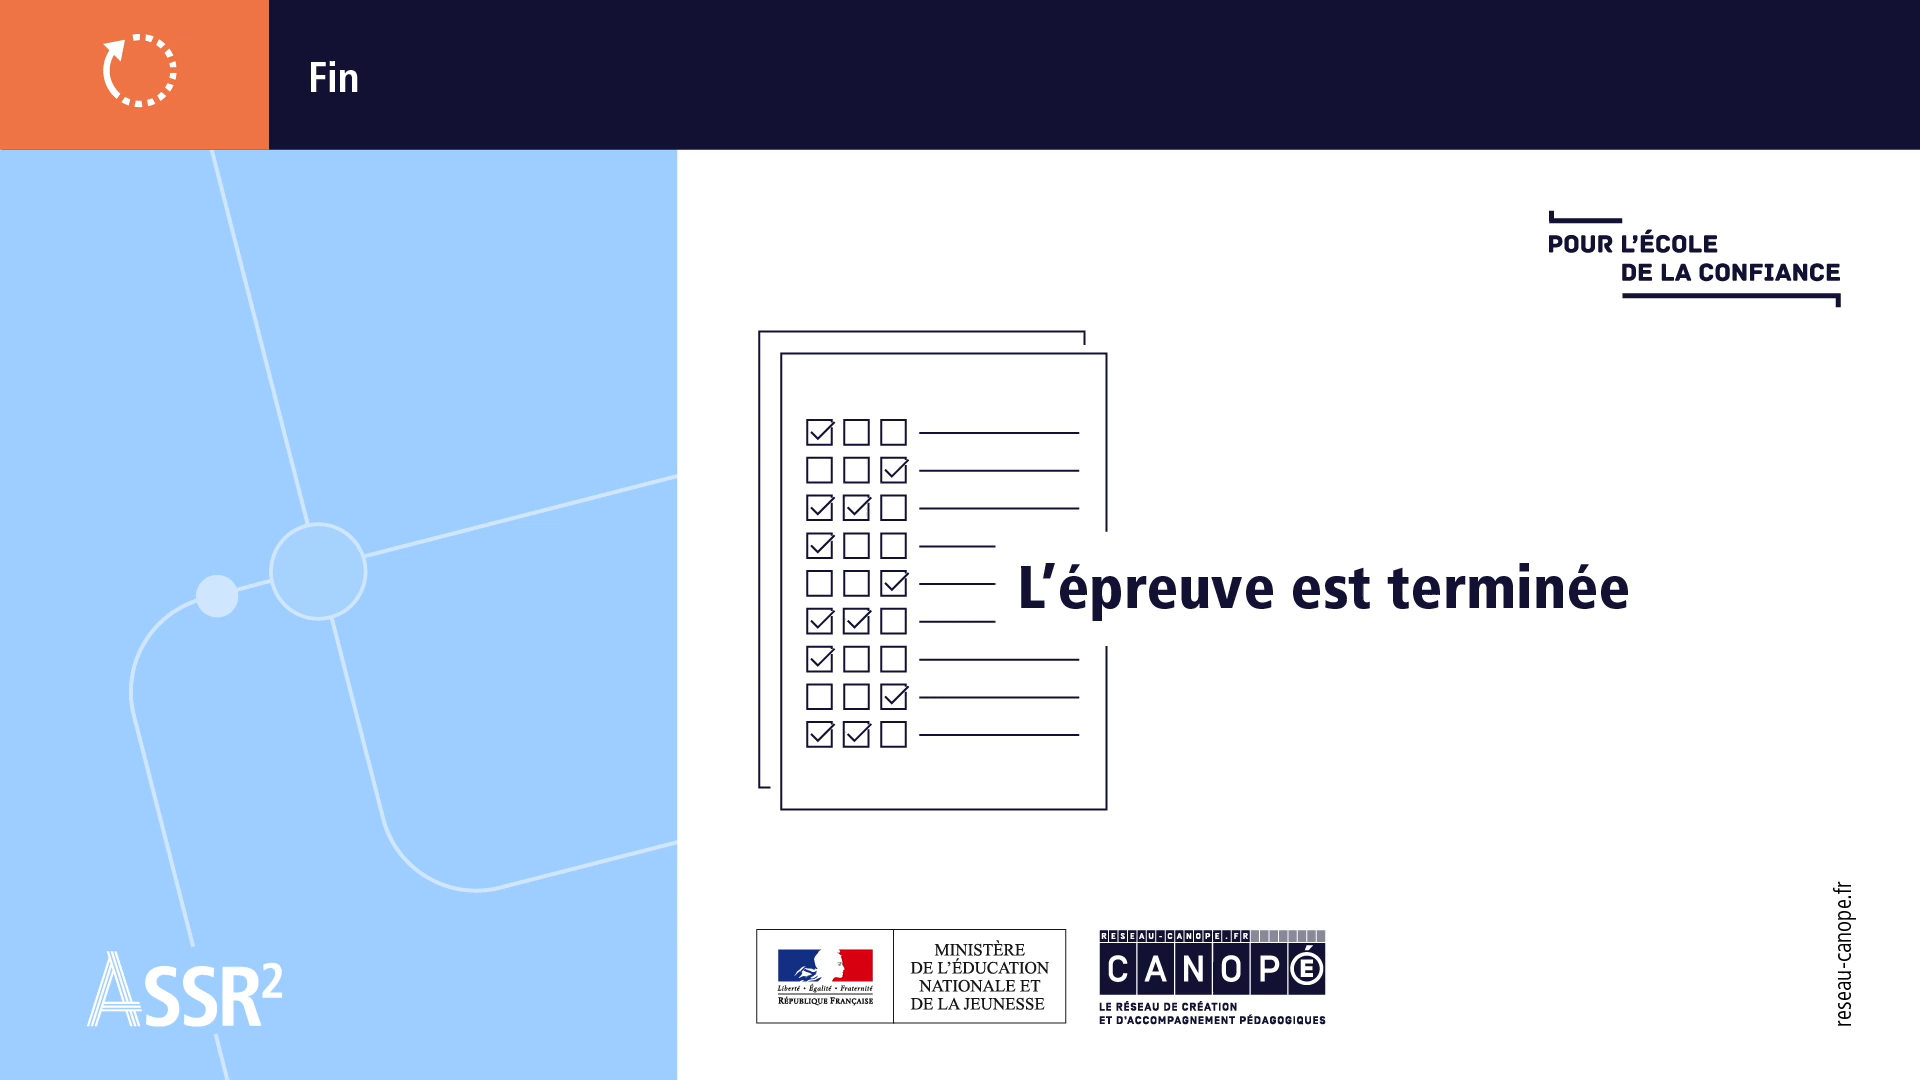 Fin
POUR L'ÉCOLE
DE LA CONFIANCE
L'épreuve est terminée
ASSR2
Liberté • Égalité • Fraternité
RÉPUBLIQUE FRANÇAISE
MINISTÈRE
DE L'ÉDUCATION
NATIONALE ET
DE LA JEUNESSE
RESEAU-CANOPE.FR
CANOPÉ
LE RÉSEAU DE CRÉATION
ET D'ACCOMPAGNEMENT PÉDAGOGIQUES
reseau-canope.fr